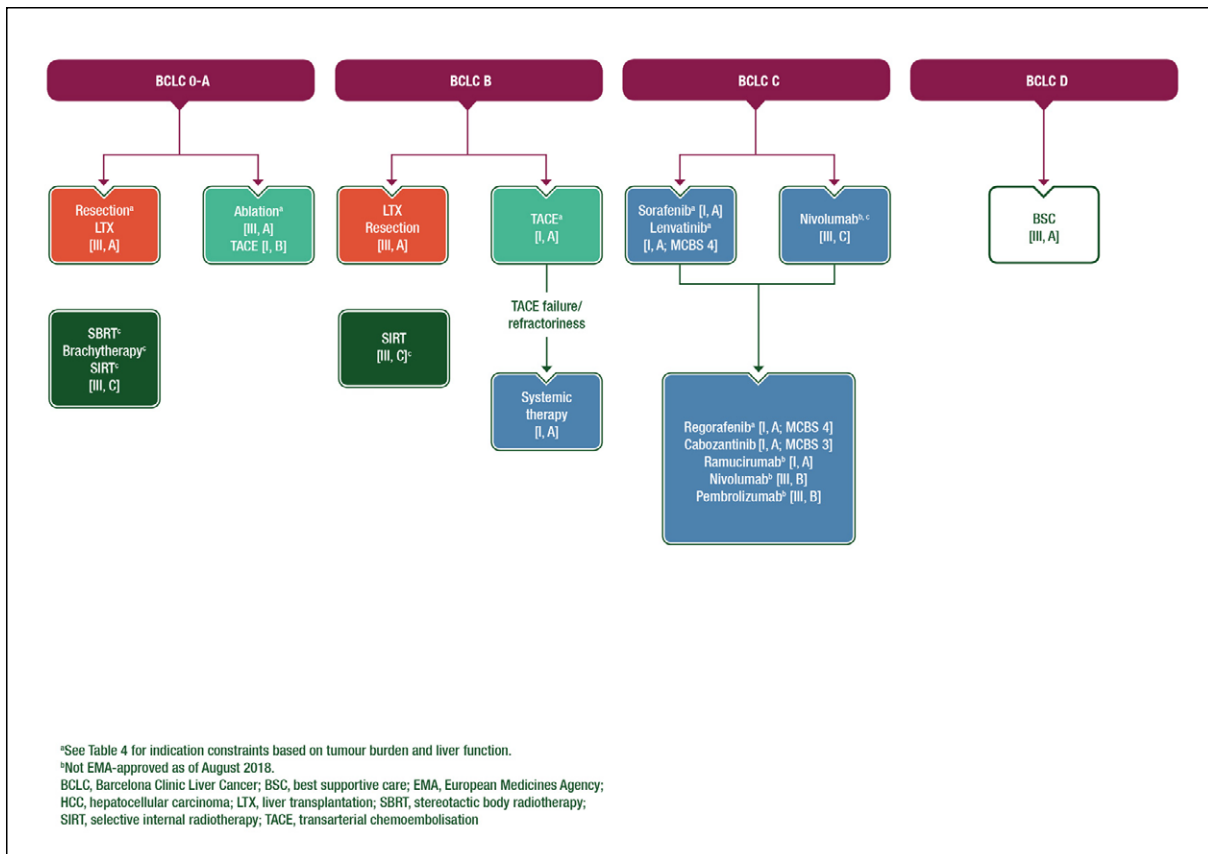 BCLC 0-A
BCLC B
BCLC C
BCLC D
Resectionᵃ
LTX
[III, A]
Ablationᵃ
[III, A]
TACE [I, B]
LTX
Resection
[III, A]
TACEᵃ
[I, A]
Sorafenibᵃ [I, A]
Lenvatinibᵃ
[I, A; MCBS 4]
Nivolumabᵇ, ᶜ
[III, C]
BSC
[III, A]
SBRTᶜ
Brachytherapyᶜ
SIRTᶜ
[III, C]
SIRT
[III, C]ᶜ
TACE failure/
refractoriness
Systemic
therapy
[I, A]
Regorafenibᵃ [I, A; MCBS 4]
Cabozantinib [I, A; MCBS 3]
Ramucirumabᵇ [I, A]
Nivolumabᵇ [III, B]
Pembrolizumabᵇ [III, B]
ᵃSee Table 4 for indication constraints based on tumour burden and liver function.
ᵇNot EMA-approved as of August 2018.
BCLC, Barcelona Clinic Liver Cancer; BSC, best supportive care; EMA, European Medicines Agency;
HCC, hepatocellular carcinoma; LTX, liver transplantation; SBRT, stereotactic body radiotherapy;
SIRT, selective internal radiotherapy; TACE, transarterial chemoembolisation